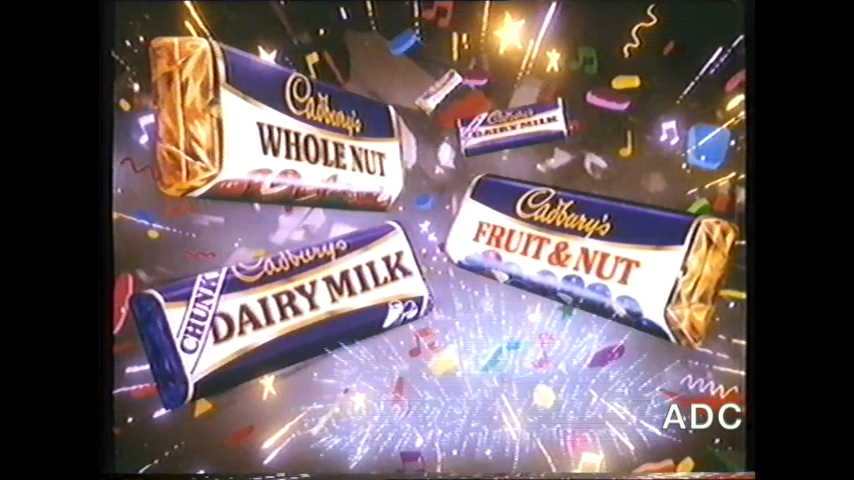 Cadbury's
WHOLE NUT
Cadbury's
DAIRY MILK
Cadbury's
FRUIT & NUT
Cadbury's
CHUNKY
DAIRY MILK
ADC